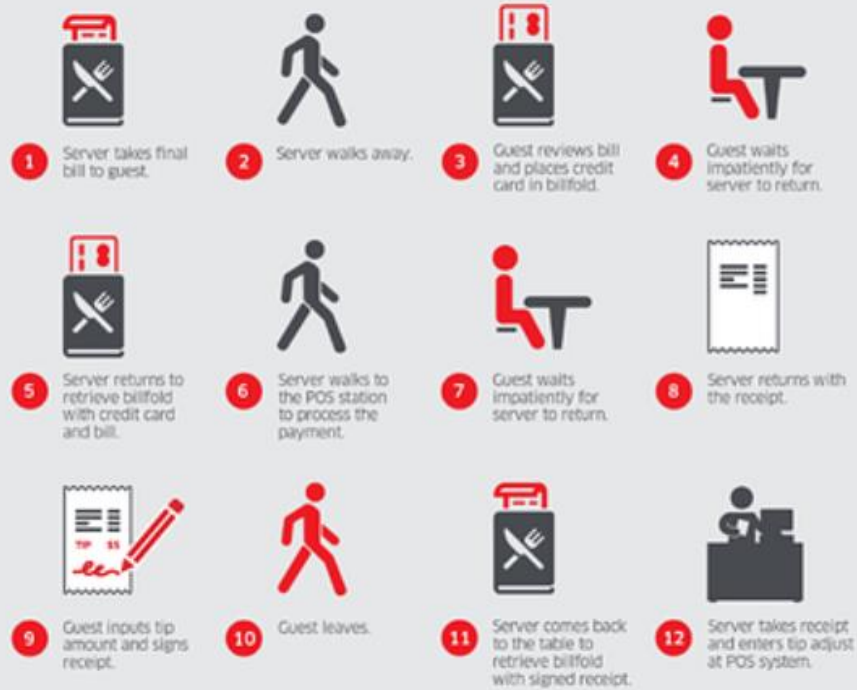 1 Server takes final
bill to guest.
2 Server walks away.
3 Guest reviews bill
and places credit
card in billfold.
4 Guest waits
impatiently for
server to return.
5 Server returns to
retrieve billfold
with credit card
and bill.
6 Server walks to
the POS station
to process the
payment.
7 Guest waits
impatiently for
server to return.
8 Server returns with
the receipt.
TIP $5
9 Guest inputs tip
amount and signs
receipt.
10 Guest leaves.
11 Server comes back
to the table to
retrieve billfold
with signed receipt.
12 Server takes receipt
and enters tip adjust
at POS system.